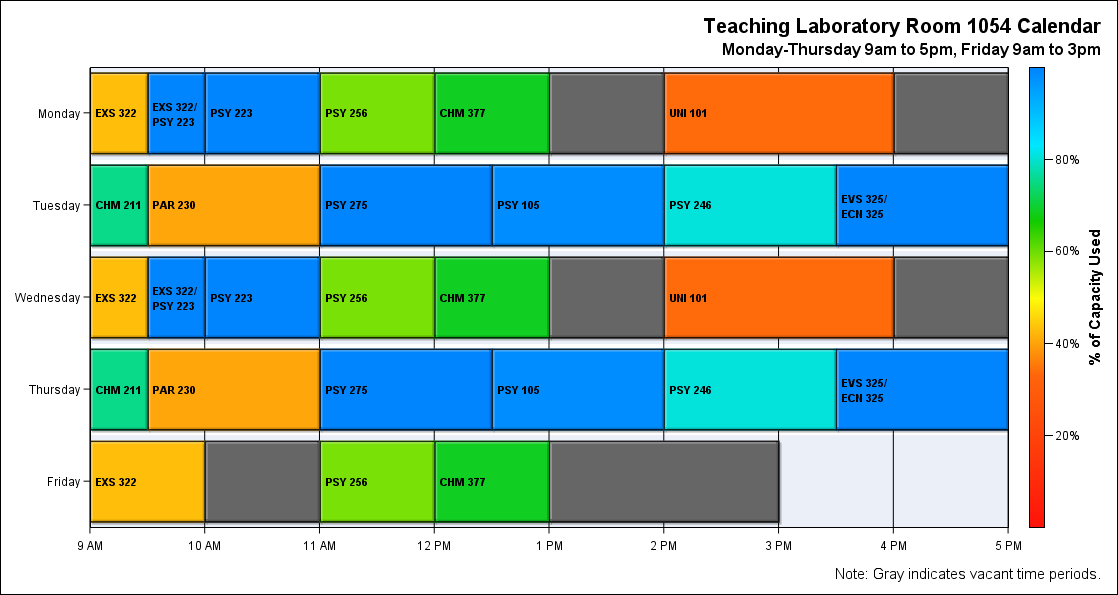 Teaching Laboratory Room 1054 Calendar
Monday-Thursday 9am to 5pm, Friday 9am to 3pm
Monday
EXS 322
EXS 322/
PSY 223
PSY 223
PSY 256
CHM 377
UNI 101
Tuesday
CHM 211
PAR 230
PSY 275
PSY 105
PSY 246
EVS 325/
ECN 325
Wednesday
EXS 322
EXS 322/
PSY 223
PSY 223
PSY 256
CHM 377
UNI 101
Thursday
CHM 211
PAR 230
PSY 275
PSY 105
PSY 246
EVS 325/
ECN 325
Friday
EXS 322
PSY 256
CHM 377
9 AM
10 AM
11 AM
12 PM
1 PM
2 PM
3 PM
4 PM
5 PM
80%
60%
40%
20%
% of Capacity Used
Note: Gray indicates vacant time periods.